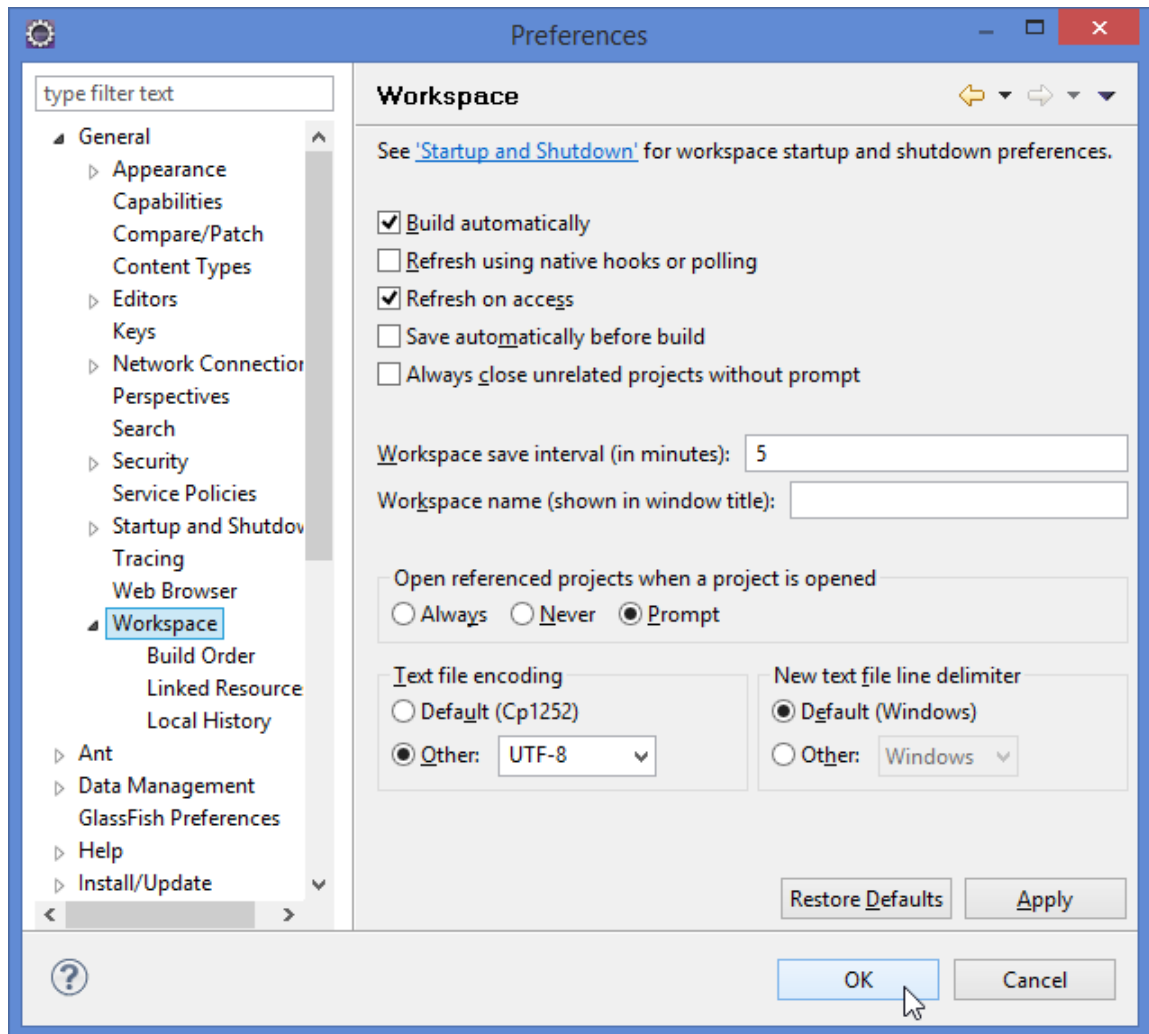 Preferences
type filter text
General
Appearance
Capabilities
Compare/Patch
Content Types
Editors
Keys
Network Connection
Perspectives
Search
Security
Service Policies
Startup and Shutdow
Tracing
Web Browser
Workspace
Build Order
Linked Resource
Local History
Ant
Data Management
GlassFish Preferences
Help
Install/Update
Workspace
See 'Startup and Shutdown' for workspace startup and shutdown preferences.
Build automatically
Refresh using native hooks or polling
Refresh on access
Save automatically before build
Always close unrelated projects without prompt
Workspace save interval (in minutes): 5
Workspace name (shown in window title):
Open referenced projects when a project is opened
Always Never Prompt
Text file encoding
Default (Cp1252)
Other: UTF-8
New text file line delimiter
Default (Windows)
Other: Windows
Restore Defaults Apply
OK Cancel